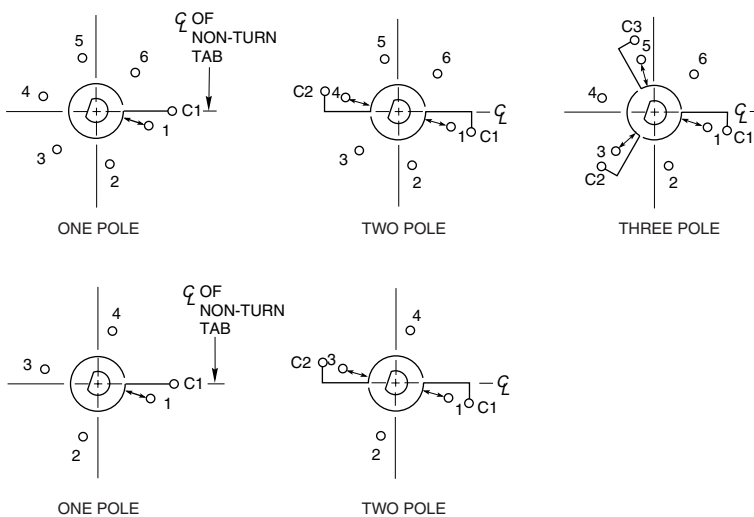 ℄ OF
NON-TURN
TAB
5
6
4
C1
1
3
2
ONE POLE
5
6
C2
4
℄
1
C1
3
2
TWO POLE
C3
5
6
4
℄
1
C1
3
C2
2
THREE POLE
℄ OF
NON-TURN
TAB
4
3
C1
1
2
ONE POLE
4
C2
3
℄
1
C1
2
TWO POLE